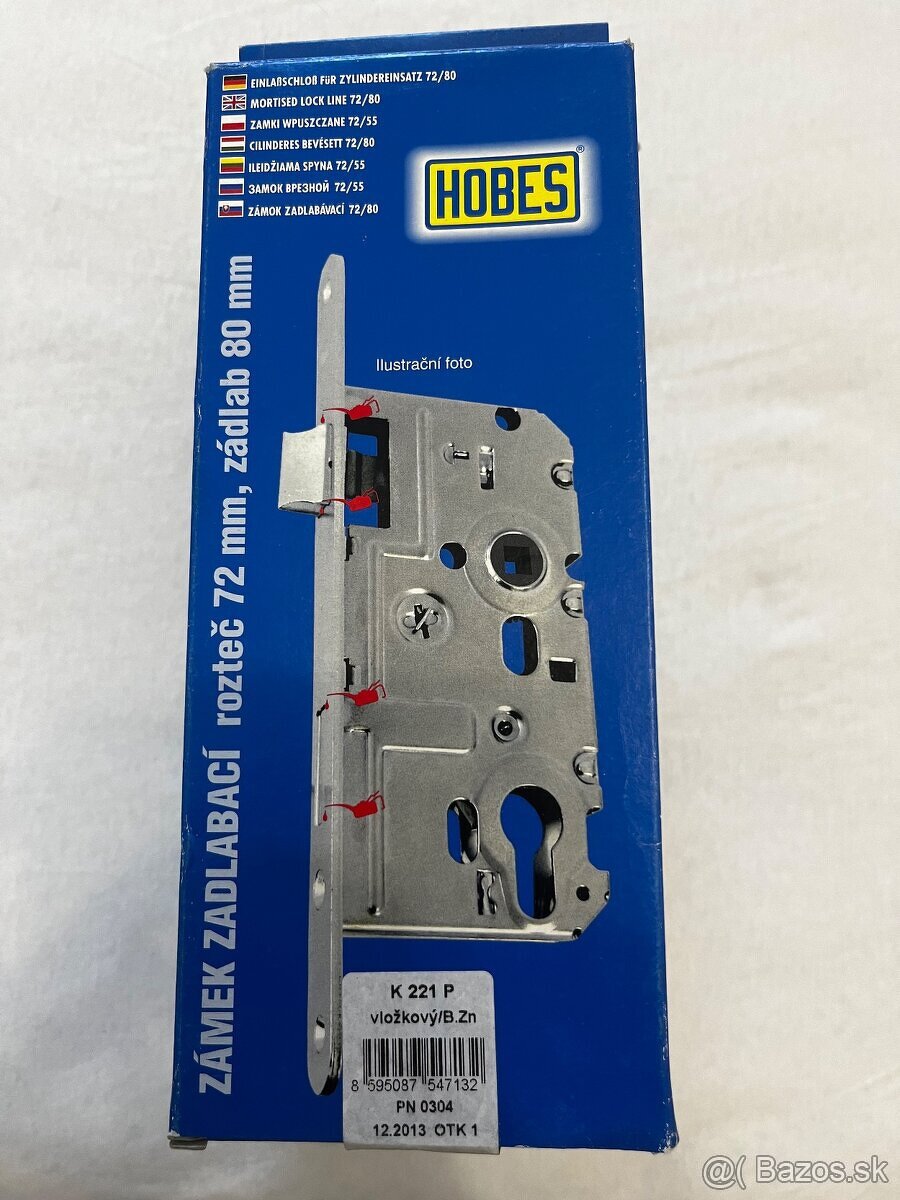 EINLAßSCHLOß FüR ZYLINDEREINSATZ 72/80
MORTISED LOCK LINE 72/80
ZAMKI WPUSZCZANE 72/55
CILINDERES BEVÉSETT 72/80
ILEIDŽIAMA SPYNA 72/55
ЗАМОК ВРЕЗНОЙ 72/55
ZÁMOK ZADLABÁVACÍ 72/80
HOBES®
Ilustrační foto
ZÁMEK ZADLABACÍ rozteč 72 mm, zádlab 80 mm
K 221 P
vložkový/B.Zn
8 595087 547132
PN 0304
12.2013 OTK 1
@( Bazos.sk